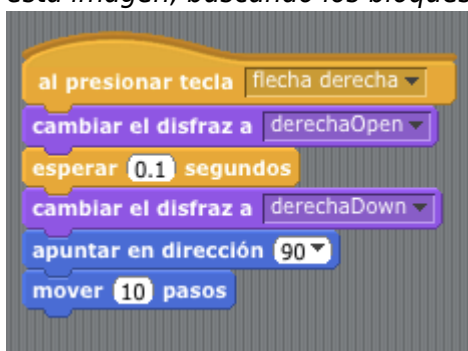 esta imagen, buscando los bloques
al presionar tecla flecha derecha
cambiar el disfraz a derechaOpen
esperar 0.1 segundos
cambiar el disfraz a derechaDown
apuntar en dirección 90
mover 10 pasos